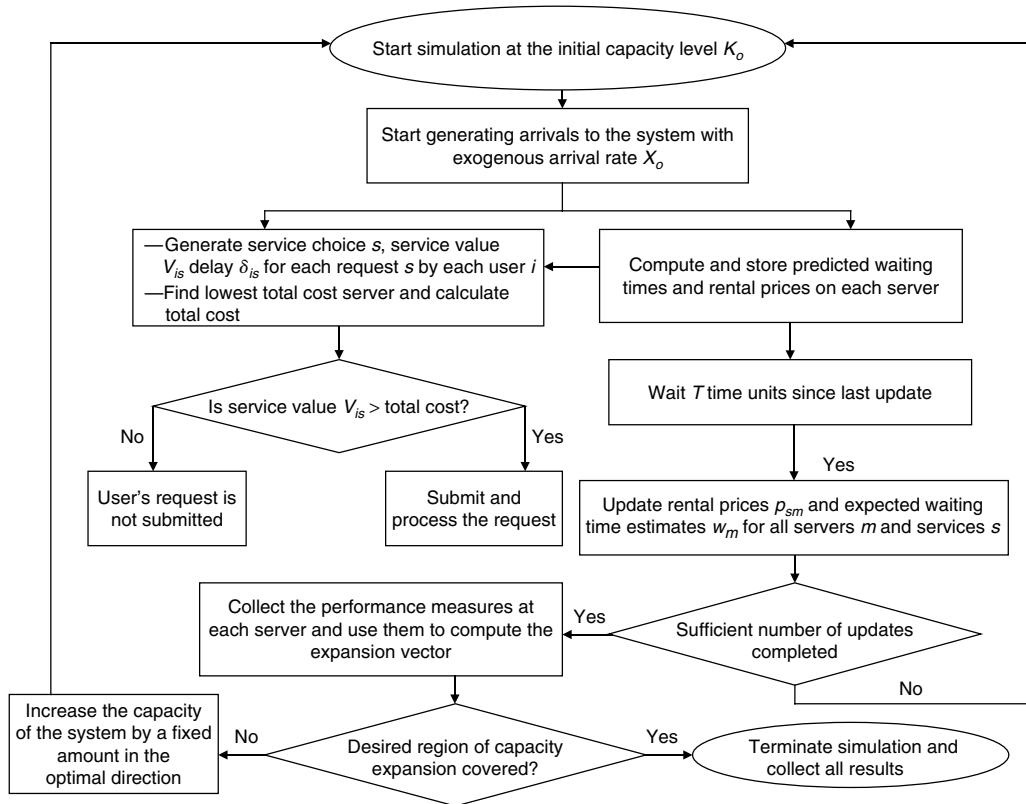 Start simulation at the initial capacity level K_o
Start generating arrivals to the system with
exogenous arrival rate X_o
—Generate service choice s, service value
V_is delay δ_is for each request s by each user i
—Find lowest total cost server and calculate
total cost
Compute and store predicted waiting
times and rental prices on each server
Is service value V_is > total cost?
Wait T time units since last update
No
Yes
Yes
User's request is
not submitted
Submit and
process the request
Update rental prices p_sm and expected waiting
time estimates w_m for all servers m and services s
Collect the performance measures at
each server and use them to compute the
expansion vector
Yes
Sufficient number of updates
completed
No
Increase the capacity
of the system by a fixed
amount in the
optimal direction
No
Desired region of capacity
expansion covered?
Yes
Terminate simulation and
collect all results